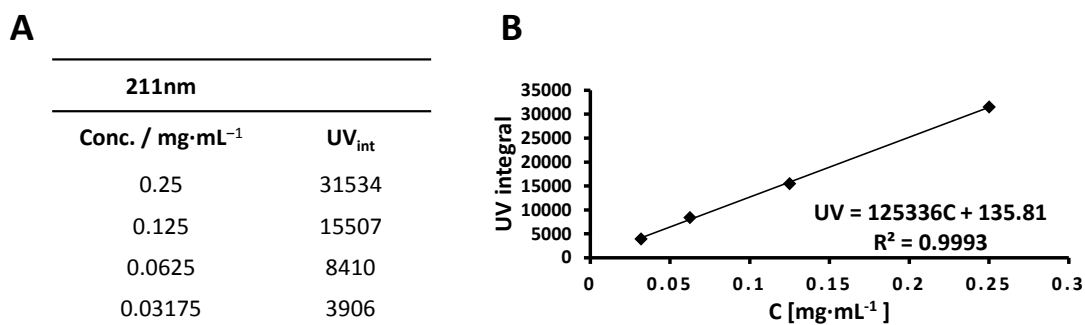 A
211nm
Conc. / mg·mL⁻¹ UVint
0.25 31534
0.125 15507
0.0625 8410
0.03175 3906
B
35000
30000
25000
20000
15000
10000
5000
0
UV integral
UV = 125336C + 135.81
R² = 0.9993
0 0.05 0.1 0.15 0.2 0.25 0.3
C [mg·mL⁻¹ ]